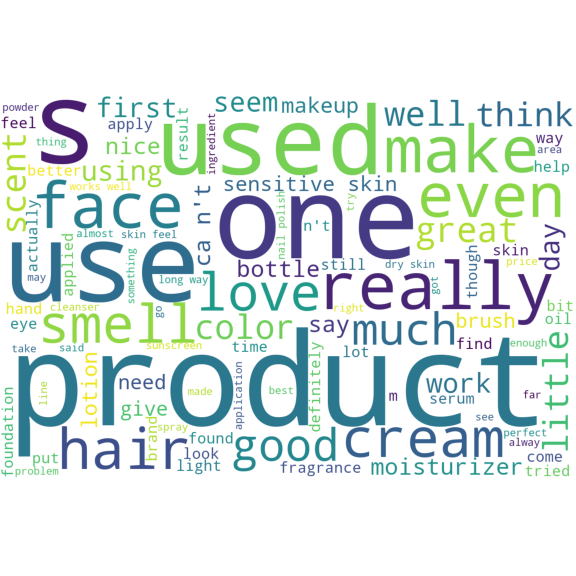 powder
feel
s
first
apply
nice
using
result
ingredient
used
seem
makeup
well
think
make
way
area
help
thing
better
works well
scent
face
ca n't
sensitive skin
try
nail polish
n't
one
even
great
skin
day
actually
applied
almost
skin feel
may
something
use
long way
love
bottle
still
dry skin
though
price
really
hand
cleanser
go
right
got
eye
smell
color
say
much
brush
bit
oil
take
said
sunscreen
time
lot
definitely
find
enough
little
product
line
lotion
need
made
application
best
m
work
serum
see
far
foundation
give
brand
spray
found
good
cream
perfect
alway
put
hair
look
light
fragrance
moisturizer
come
tried
problem